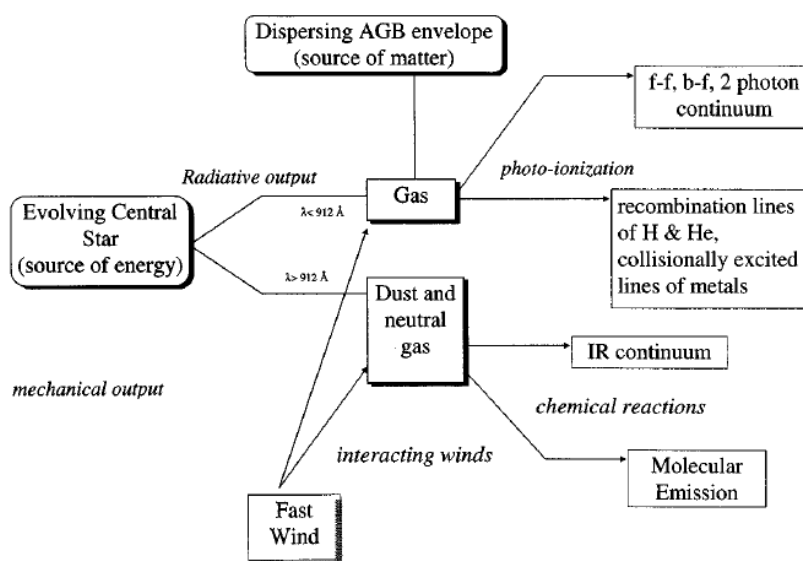 Dispersing AGB envelope
(source of matter)
f-f, b-f, 2 photon
continuum
Radiative output
photo-ionization
Gas
λ< 912 Å
Evolving Central
Star
(source of energy)
recombination lines
of H & He,
collisionally excited
lines of metals
λ> 912 Å
Dust and
neutral
gas
IR continuum
mechanical output
chemical reactions
interacting winds
Molecular
Emission
Fast
Wind